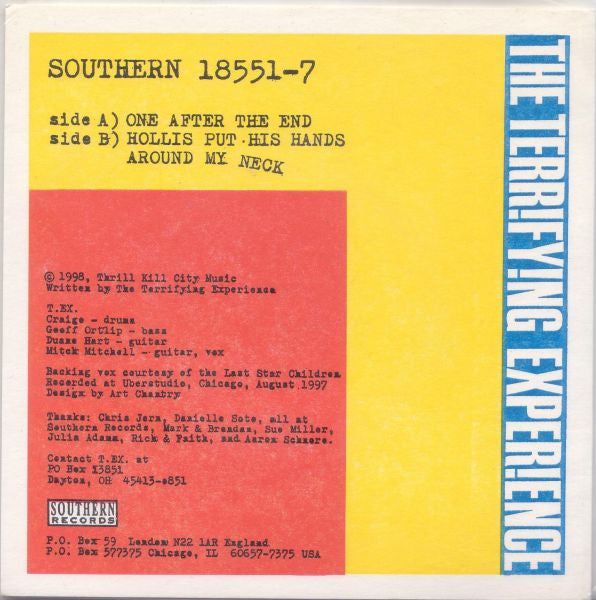 SOUTHERN 18551-7
side A) ONE AFTER THE END
side B) HOLLIS PUT HIS HANDS
AROUND MY NECK
© 1998, Thrill Kill City Music
Written by The Terrifying Experience
T.EX.
Craige - drums
Geoff Ortlip - bass
Duane Hart - guitar
Mitch Mitchell - guitar, vox
Backing vox courtesy of the Last Star Children
Recorded at Uberstudio, Chicago, August 1997
Design by Art Chantry
Thanks: Chris Jern, Danielle Soto, all at
Southern Records, Mark & Brendan, Sue Miller,
Julia Adams, Rick & Faith, and Aaron Schnore.
Contact T.EX. at
PO Box 13851
Dayton, OH 45413-0851
SOUTHERN
RECORDS
P.O. Box 59 London N22 1AR England
P.O. Box 577375 Chicago, IL 60657-7375 USA
THE TERRIFYING EXPERIENCE